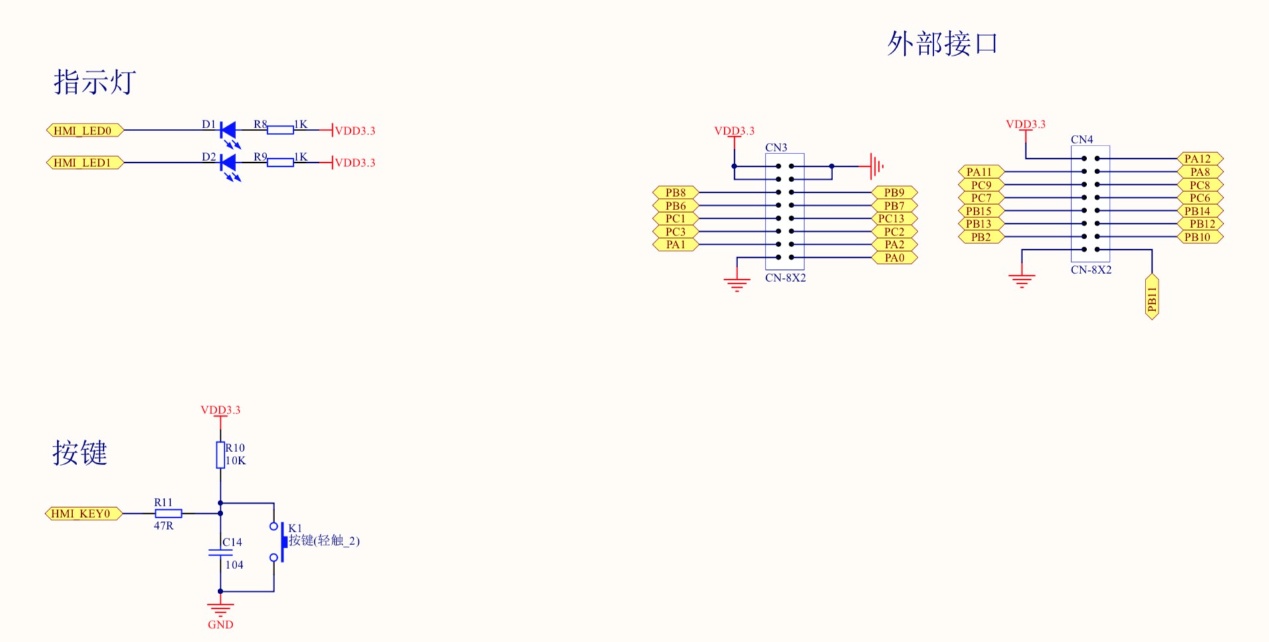 外部接口
指示灯
HMI_LED0 D1 R8 1K VDD3.3
HMI_LED1 D2 R9 1K VDD3.3
VDD3.3
CN3
PB8 PB9
PB6 PB7
PC1 PC13
PC3 PC2
PA1 PA2
PA0
CN-8X2
VDD3.3
CN4
PA12
PA11 PA8
PC9 PC8
PC7 PC6
PB15 PB14
PB13 PB12
PB2 PB10
CN-8X2
PB11
按键
VDD3.3
R10
10K
HMI_KEY0
R11
47R
C14
104
K1
按键(轻触_2)
GND